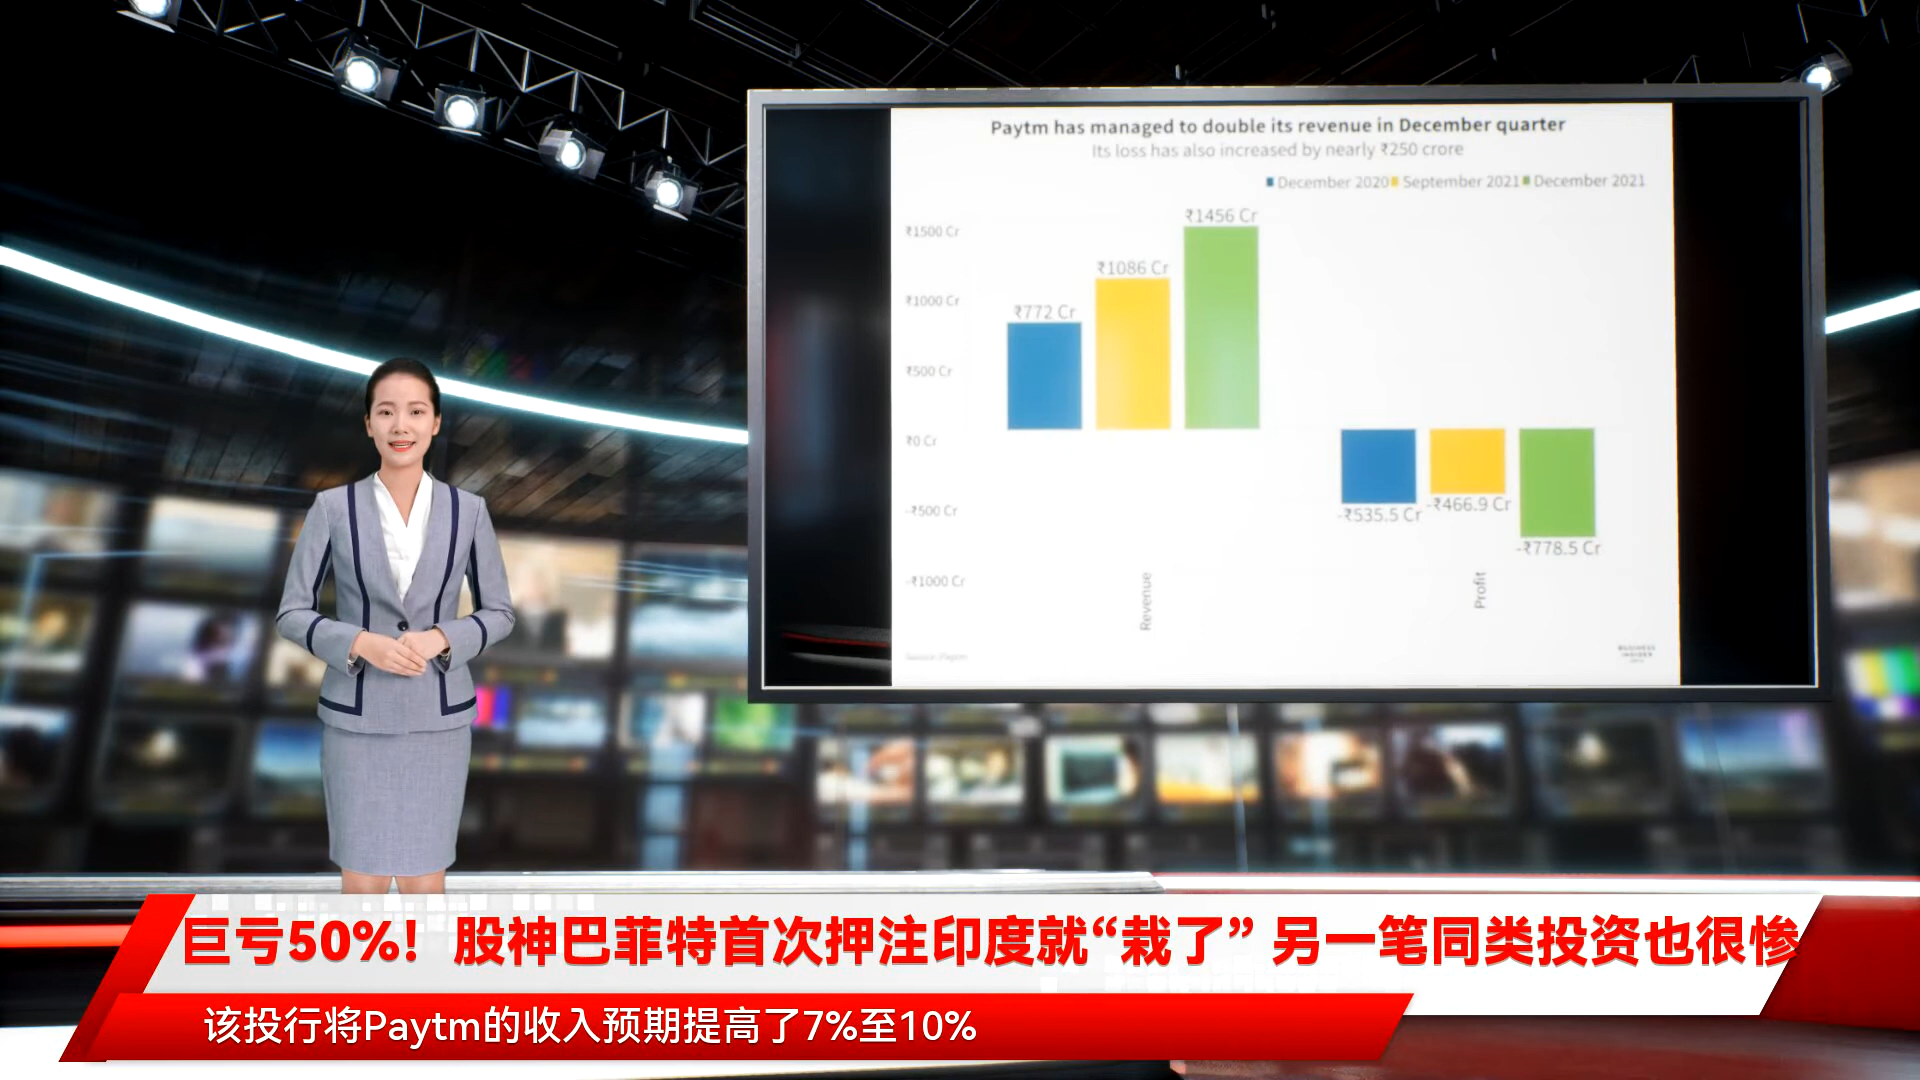 Paytm has managed to double its revenue in December quarter
Its loss has also increased by nearly ₹250 crore
December 2020 September 2021 December 2021
₹1500 Cr
₹1000 Cr
₹500 Cr
₹0 Cr
-₹500 Cr
-₹1000 Cr
₹772 Cr
₹1086 Cr
₹1456 Cr
-₹535.5 Cr
-₹466.9 Cr
-₹778.5 Cr
Revenue
Profit
Source: Paytm
BUSINESS
INSIDER
巨亏50%！股神巴菲特首次押注印度就“栽了” 另一笔同类投资也很惨
该投行将Paytm的收入预期提高了7%至10%